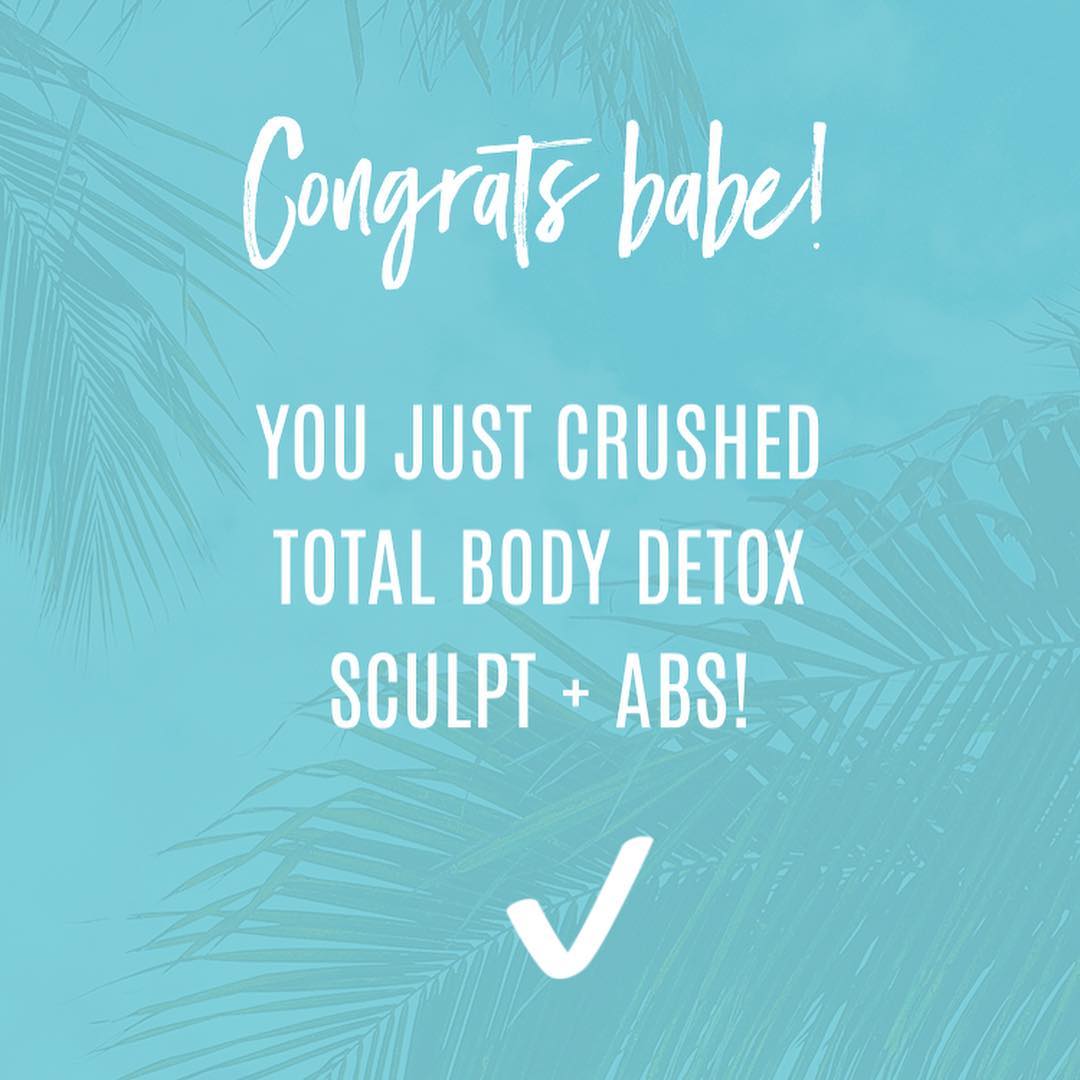 Congrats babe!
YOU JUST CRUSHED
TOTAL BODY DETOX
SCULPT + ABS!